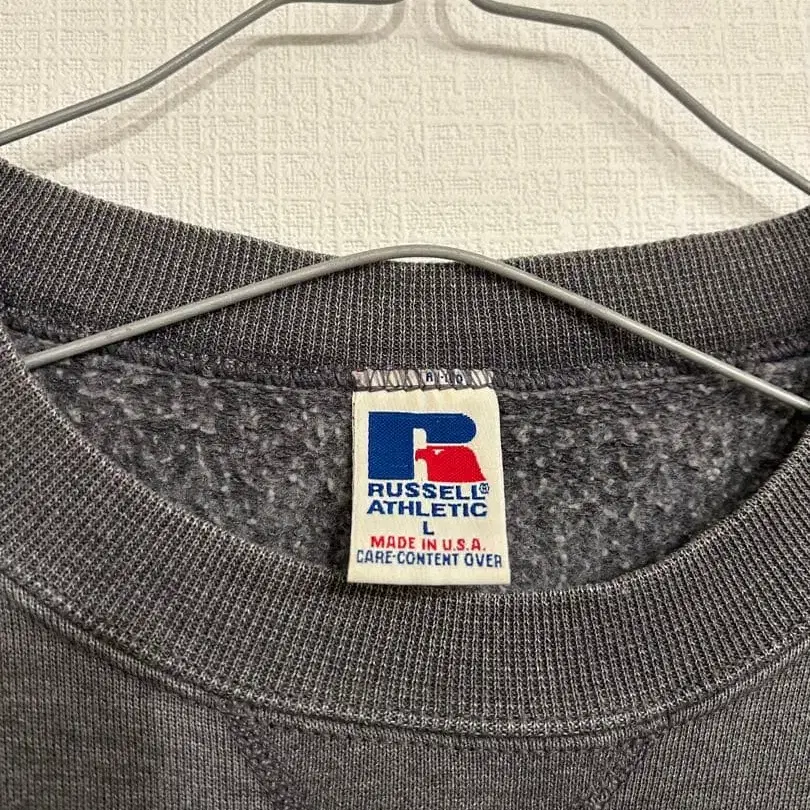 RUSSELL®
ATHLETIC
L
MADE IN U.S.A.
CARE-CONTENT OVER